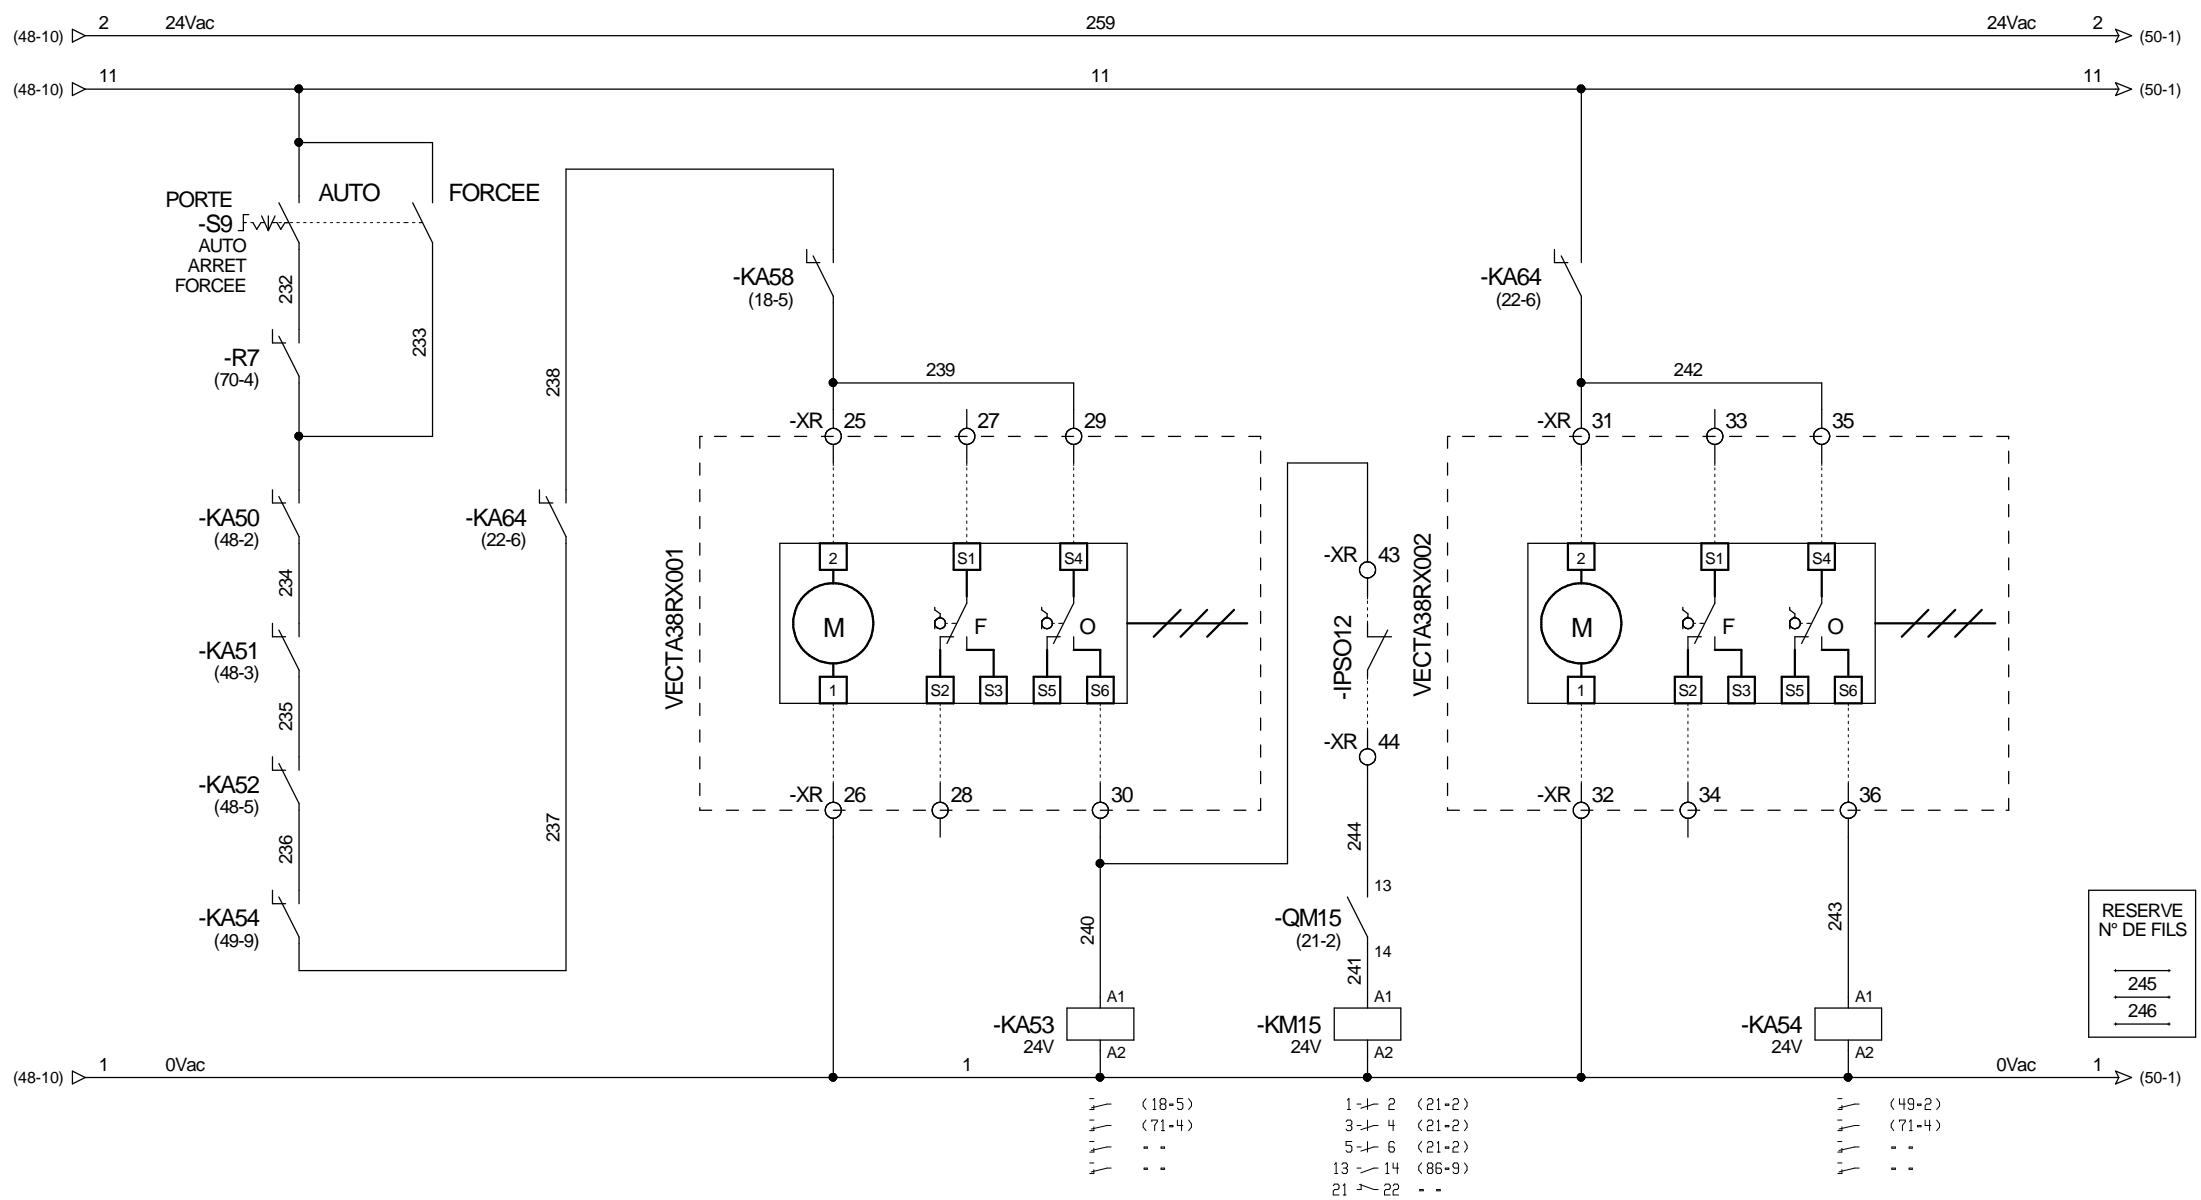 (48-10) 2 24Vac 259 24Vac 2 (50-1)
(48-10) 11 11 11 (50-1)
PORTE
-S9
AUTO
ARRET
FORCEE
AUTO
FORCEE
232
233
-R7
(70-4)
-KA50
(48-2)
234
-KA51
(48-3)
235
-KA52
(48-5)
236
-KA54
(49-9)
238
-KA64
(22-6)
237
-KA58
(18-5)
239
-XR 25 27 29
VECTA38RX001
2 S1 S4
M F O
1 S2 S3 S5 S6
-XR 26 28 30
240
A1
-KA53
24V
A2
-XR 43
-IPSO12
-XR 44
244
13
-QM15
(21-2)
14
241
A1
-KM15
24V
A2
-KA64
(22-6)
242
-XR 31 33 35
VECTA38RX002
2 S1 S4
M F O
1 S2 S3 S5 S6
-XR 32 34 36
243
A1
-KA54
24V
A2
RESERVE
N° DE FILS
245
246
(48-10) 1 0Vac 1 0Vac 1 (50-1)
(18-5)
(71-4)
- -
- -
1 2 (21-2)
3 4 (21-2)
5 6 (21-2)
13 14 (86-9)
21 22 - -
(49-2)
(71-4)
- -
- -